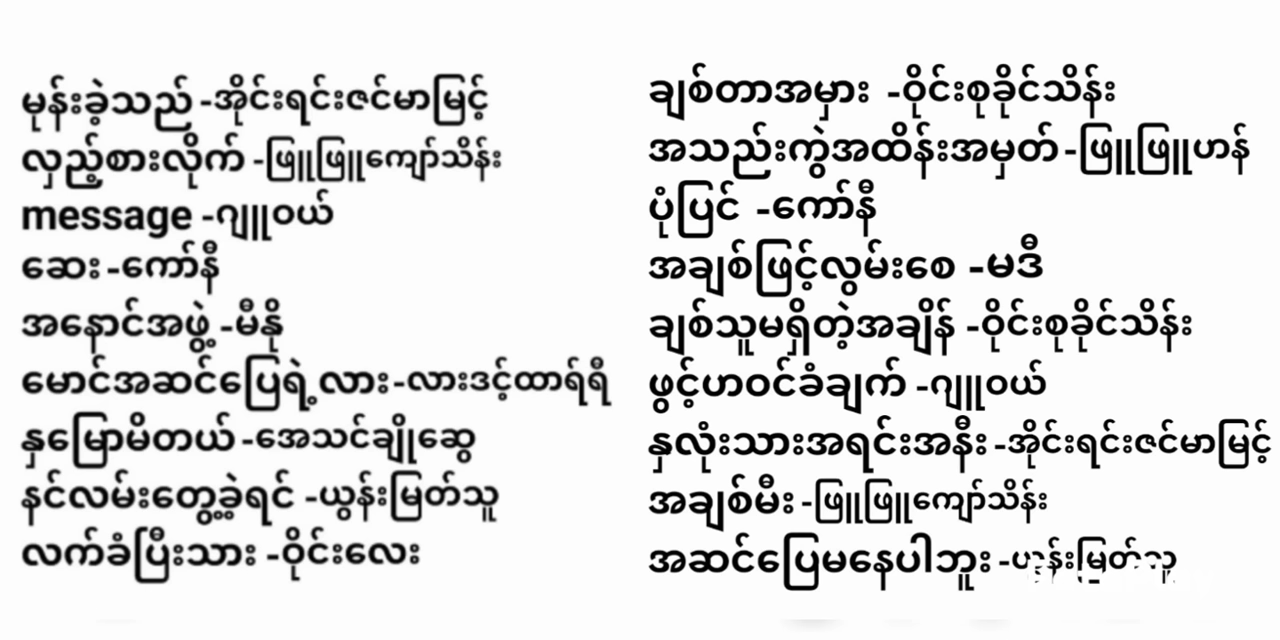 မုန်းခဲ့သည် -အိုင်းရင်းဇင်မာမြင့်
လှည့်စားလိုက် -ဖြူဖြူကျော်သိန်း
message -ဂျူဝယ်
ဆေး -ကော်နီ
အနောင်အဖွဲ့ -မီနို
မောင်အဆင်ပြေရဲ့လား -လားဒင့်ထာရ်ရီ
နှမြောမိတယ် -အေသင်ချိုဆွေ
နင်လမ်းတွေ့ခဲ့ရင် -ယွန်းမြတ်သူ
လက်ခံပြီးသား -ဝိုင်းလေး
ချစ်တာအမှား -ဝိုင်းစုခိုင်သိန်း
အသည်းကွဲအထိန်းအမှတ် -ဖြူဖြူဟန်
ပုံပြင် -ကော်နီ
အချစ်ဖြင့်လွမ်းစေ -မဒီ
ချစ်သူမရှိတဲ့အချိန် -ဝိုင်းစုခိုင်သိန်း
ဖွင့်ဟဝင်ခံချက် -ဂျူဝယ်
နှလုံးသားအရင်းအနီး -အိုင်းရင်းဇင်မာမြင့်
အချစ်မီး -ဖြူဖြူကျော်သိန်း
အဆင်ပြေမနေပါဘူး -ယွန်းမြတ်သူ